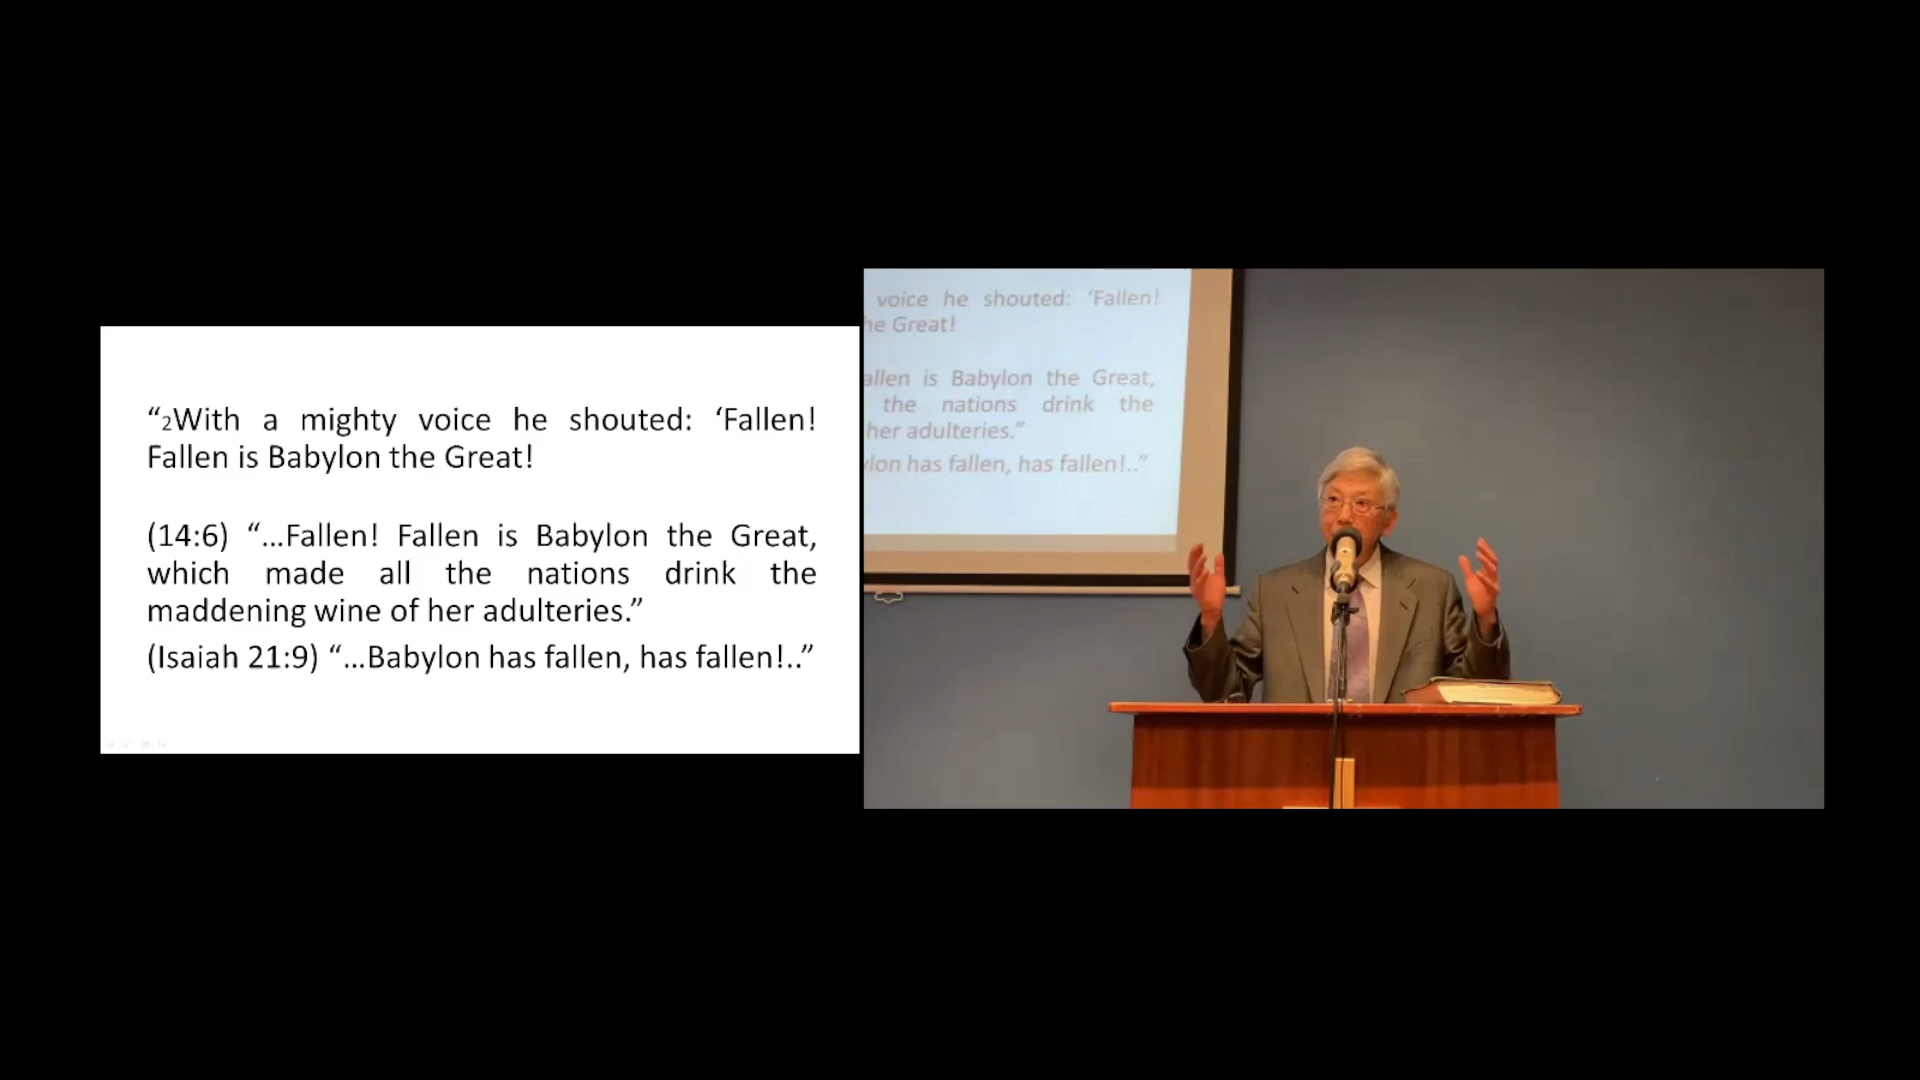 “2With a mighty voice he shouted: ‘Fallen!
Fallen is Babylon the Great!
(14:6) “...Fallen! Fallen is Babylon the Great,
which made all the nations drink the
maddening wine of her adulteries.”
(Isaiah 21:9) “...Babylon has fallen, has fallen!..”
voice he shouted: ‘Fallen!
he Great!
allen is Babylon the Great,
the nations drink the
her adulteries.”
lon has fallen, has fallen!..”